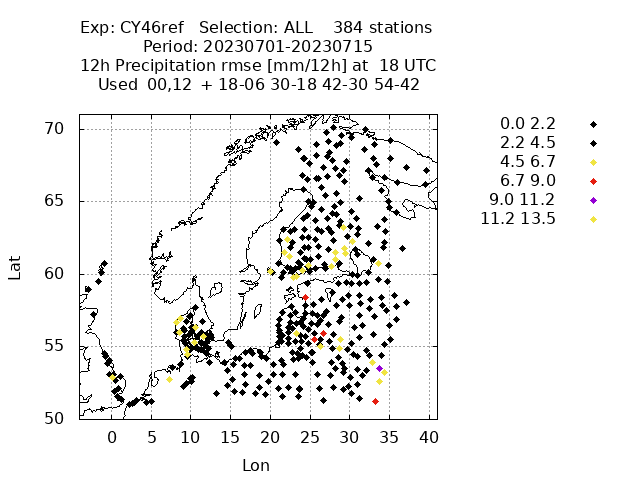 Exp: CY46ref   Selection: ALL    384 stations
Period: 20230701-20230715
12h Precipitation rmse [mm/12h] at  18 UTC
Used  00,12  + 18-06 30-18 42-30 54-42
0.0 2.2
2.2 4.5
4.5 6.7
6.7 9.0
9.0 11.2
11.2 13.5
70
65
60
55
50
Lat
0 5 10 15 20 25 30 35 40
Lon